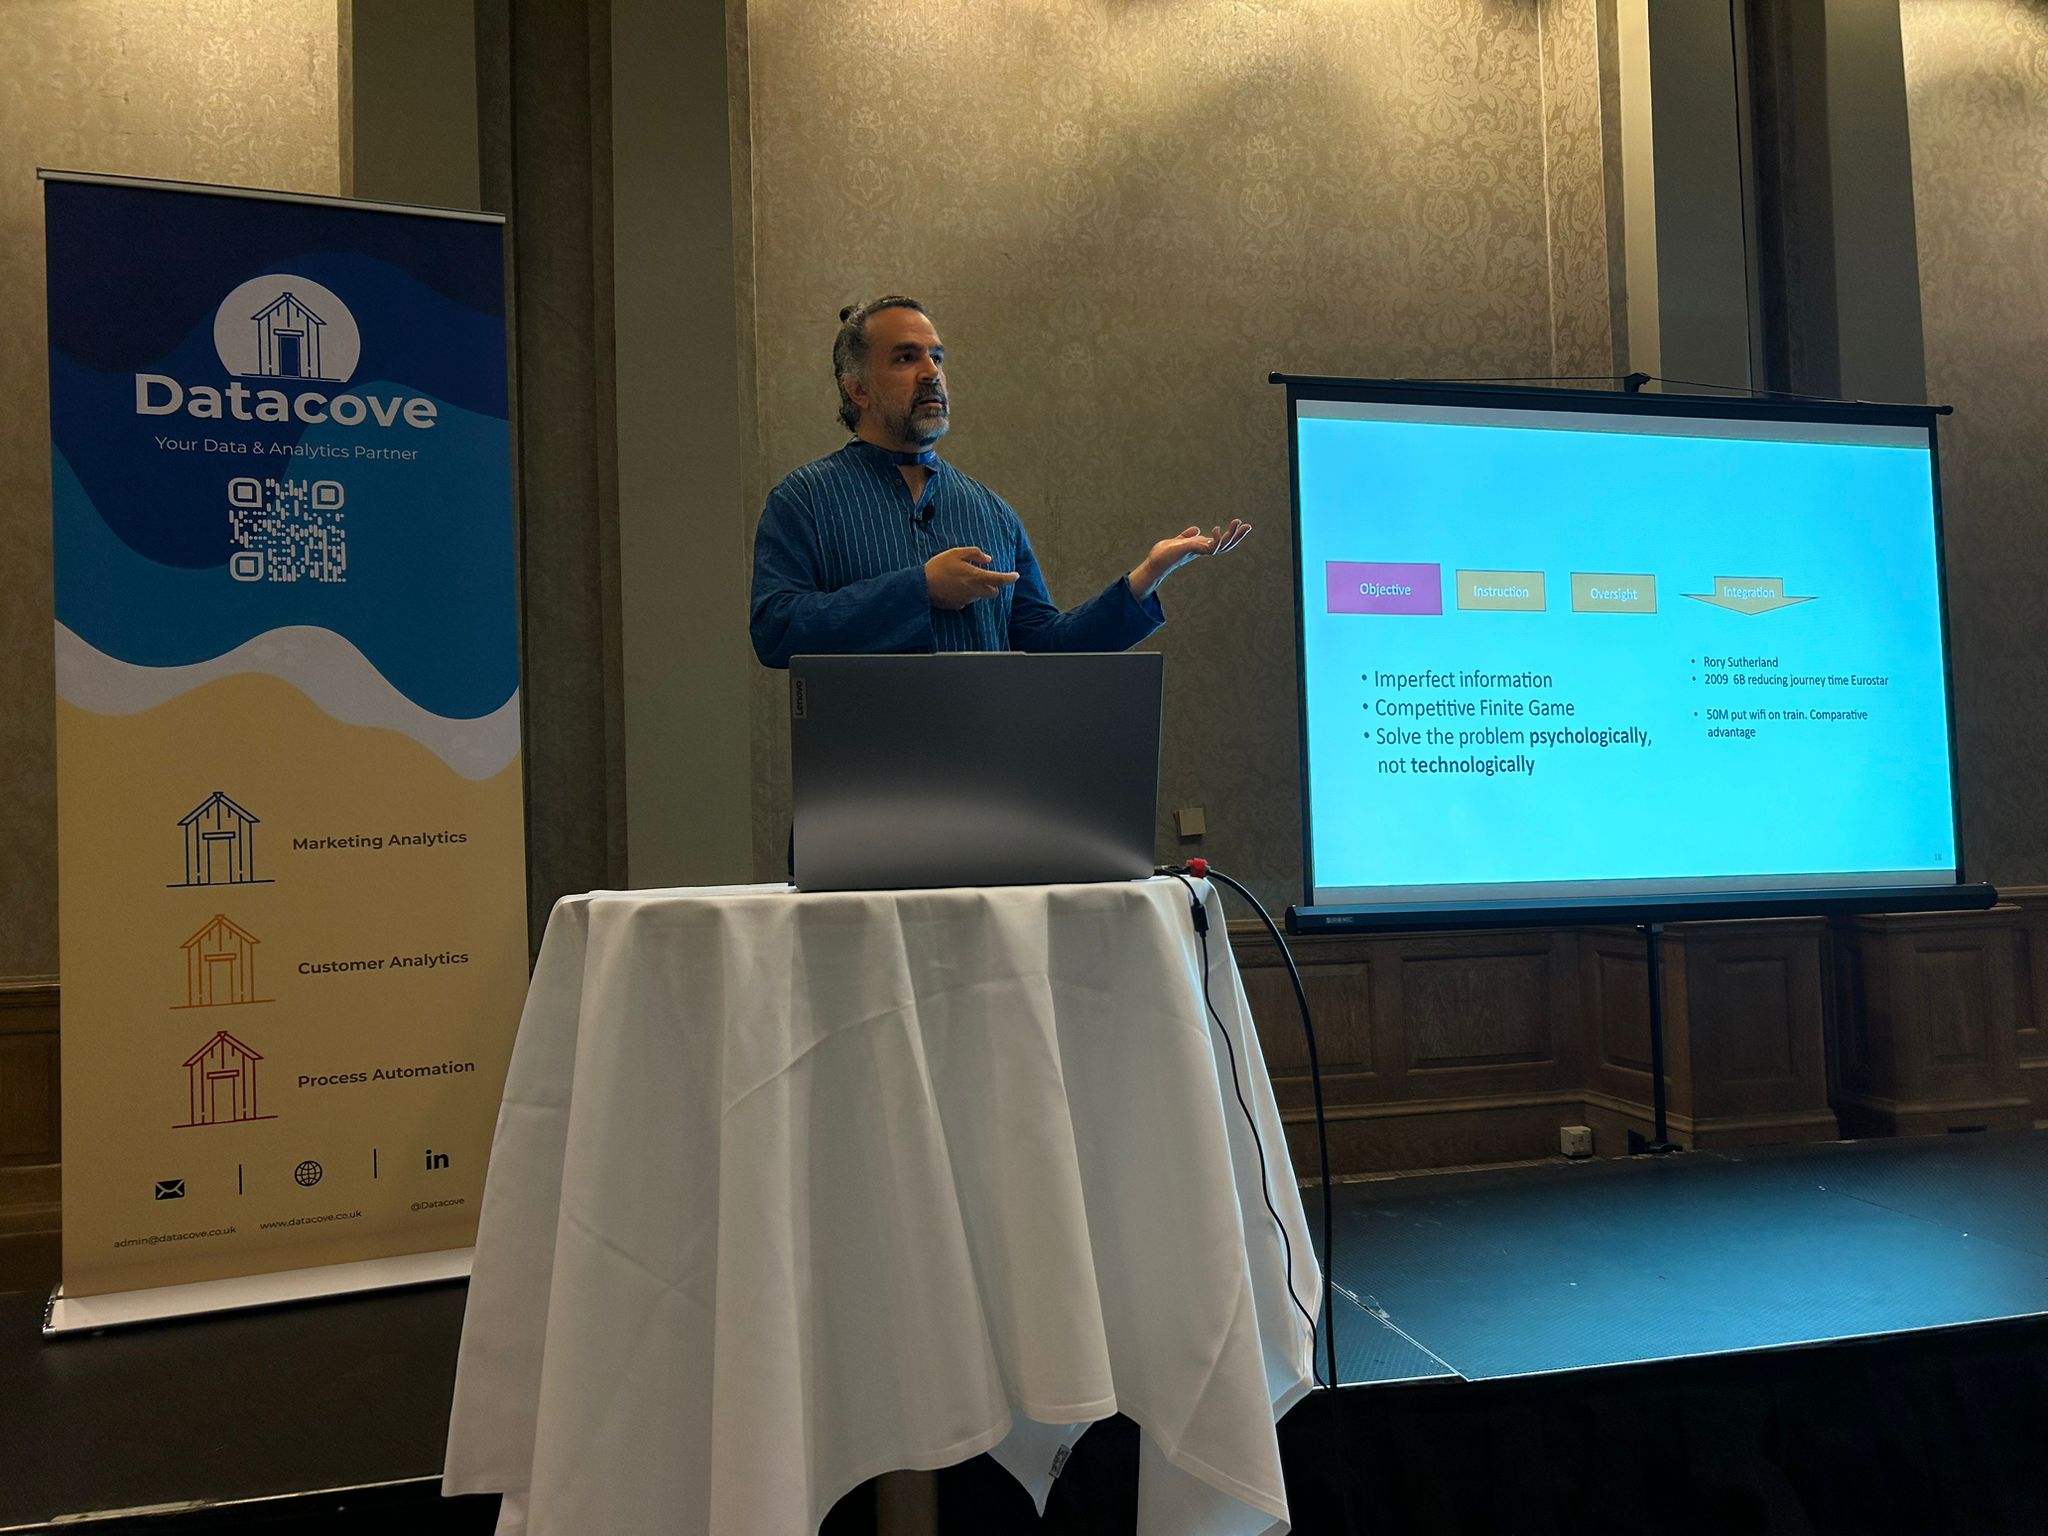 Datacove
Your Data & Analytics Partner
Marketing Analytics
Customer Analytics
Process Automation
in
admin@datacove.co.uk
www.datacove.co.uk
@Datacove
Lenovo
Objective
Instruction
Oversight
Integration
• Imperfect information
• Competitive Finite Game
• Solve the problem psychologically,
not technologically
• Rory Sutherland
• 2009 6B reducing journey time Eurostar
• 50M put wifi on train. Comparative
advantage
18